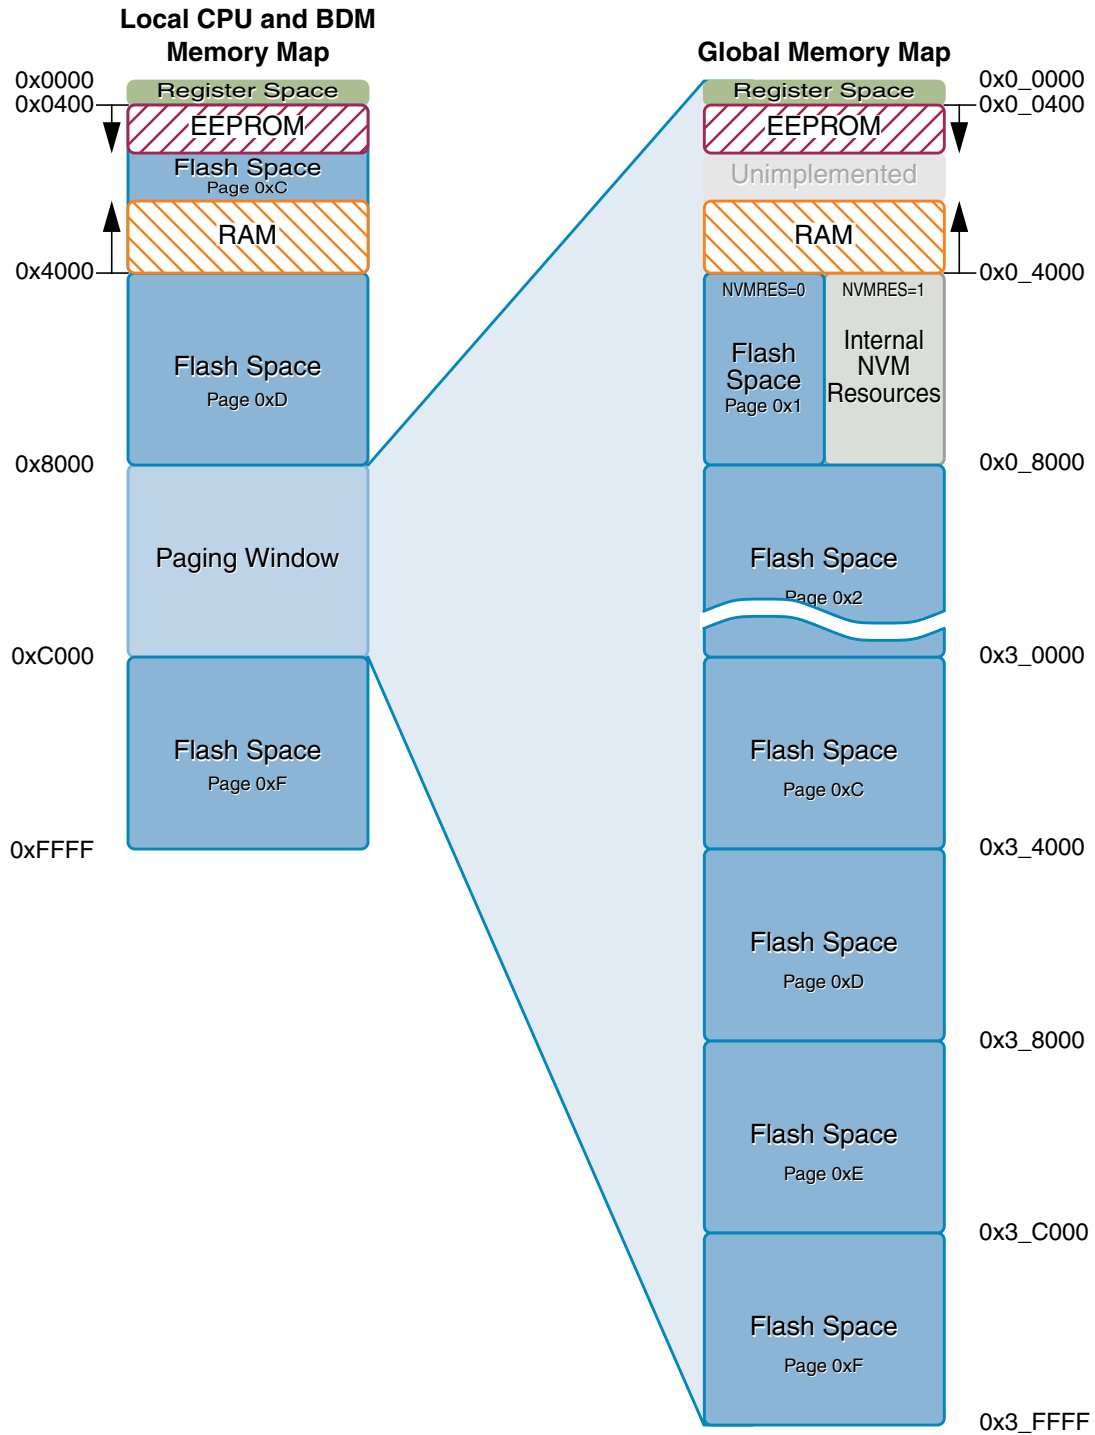 Local CPU and BDM
Memory Map
0x0000
Register Space
0x0400
EEPROM
Flash Space
Page 0xC
RAM
0x4000
Flash Space
Page 0xD
0x8000
Paging Window
0xC000
Flash Space
Page 0xF
0xFFFF
Global Memory Map
0x0_0000
Register Space
0x0_0400
EEPROM
Unimplemented
RAM
0x0_4000
NVMRES=0
Flash
Space
Page 0x1
NVMRES=1
Internal
NVM
Resources
0x0_8000
Flash Space
Page 0x2
0x3_0000
Flash Space
Page 0xC
0x3_4000
Flash Space
Page 0xD
0x3_8000
Flash Space
Page 0xE
0x3_C000
Flash Space
Page 0xF
0x3_FFFF